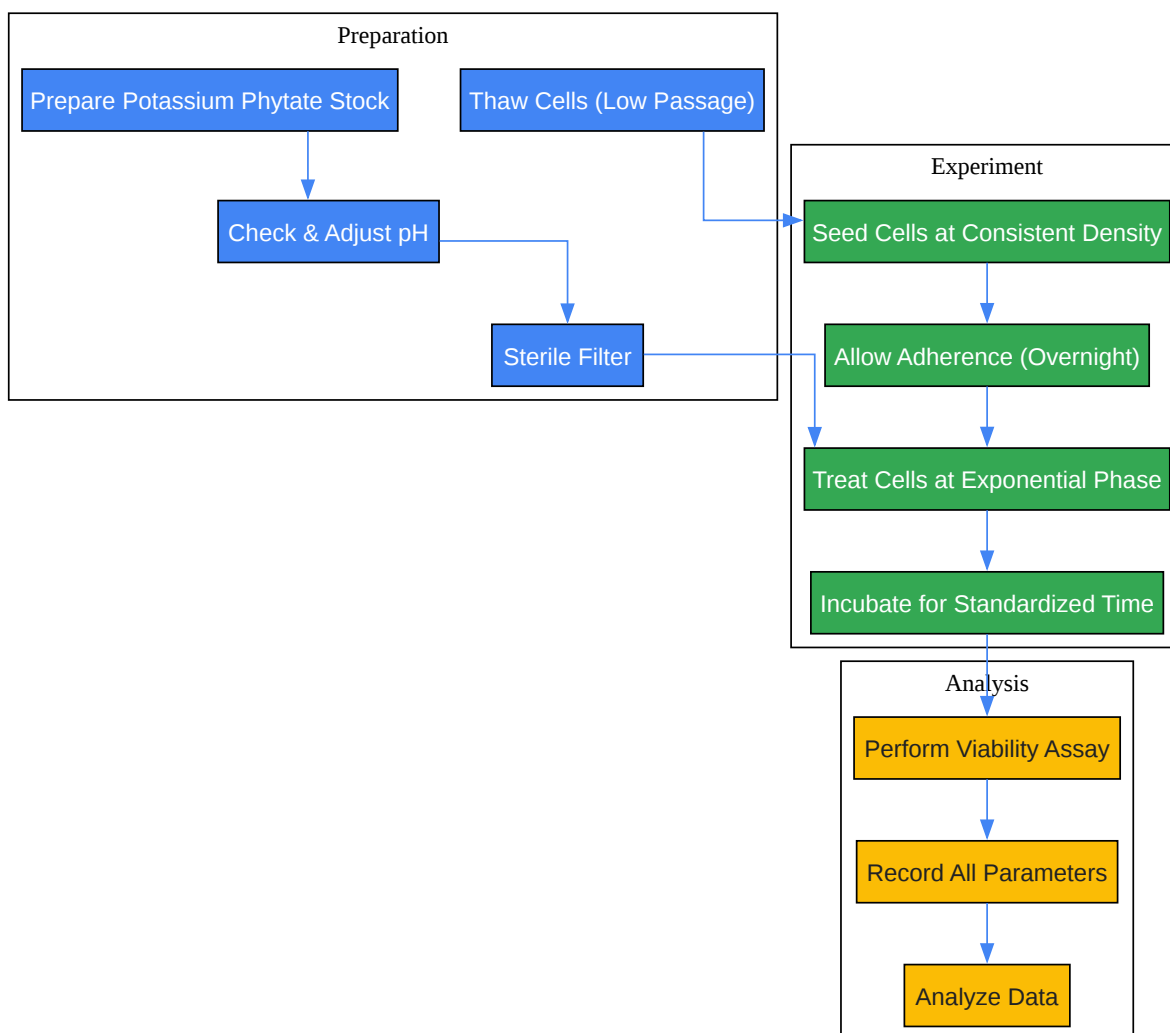 Preparation
Prepare Potassium Phytate Stock
Thaw Cells (Low Passage)
Check & Adjust pH
Sterile Filter
Experiment
Seed Cells at Consistent Density
Allow Adherence (Overnight)
Treat Cells at Exponential Phase
Incubate for Standardized Time
Analysis
Perform Viability Assay
Record All Parameters
Analyze Data